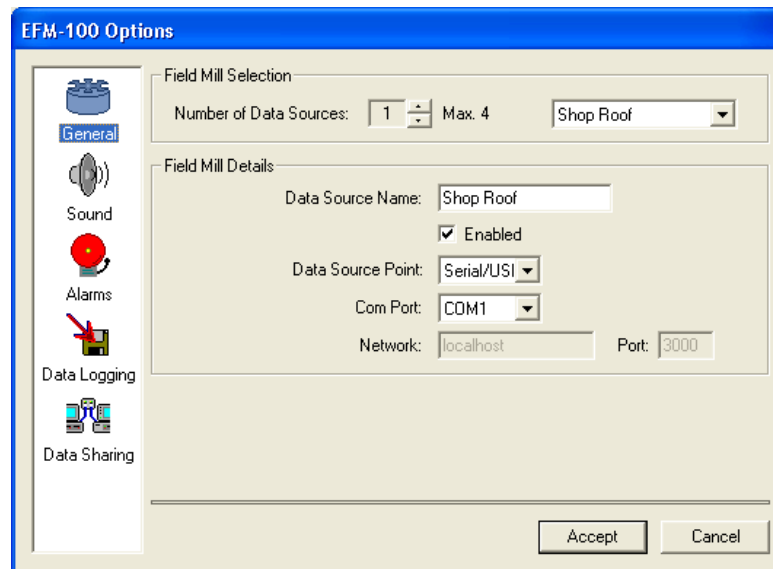 EFM-100 Options
General
Sound
Alarms
Data Logging
Data Sharing
Field Mill Selection
Number of Data Sources: 1 Max. 4 Shop Roof
Field Mill Details
Data Source Name: Shop Roof
Enabled
Data Source Point: Serial/USI
Com Port: COM1
Network: localhost Port: 3000
Accept Cancel